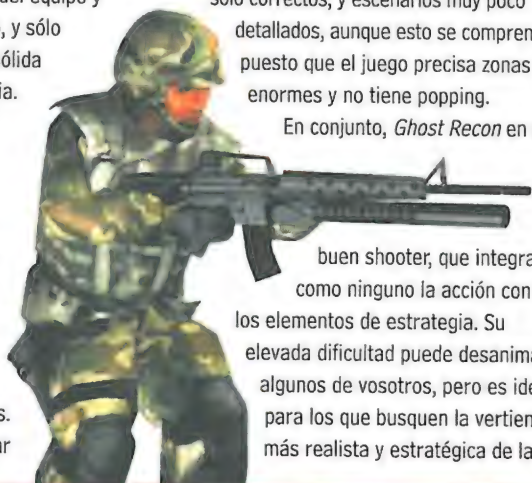 del equipo y
, y sólo
ólida
ia.
s.
ar
sólo correctos, y escenarios muy poco
detallados, aunque esto se compren
puesto que el juego precisa zonas
enormes y no tiene popping.
En conjunto, Ghost Recon en
buen shooter, que integra
como ninguno la acción con
los elementos de estrategia. Su
elevada dificultad puede desanima
algunos de vosotros, pero es ide
para los que busquen la vertien
más realista y estratégica de la